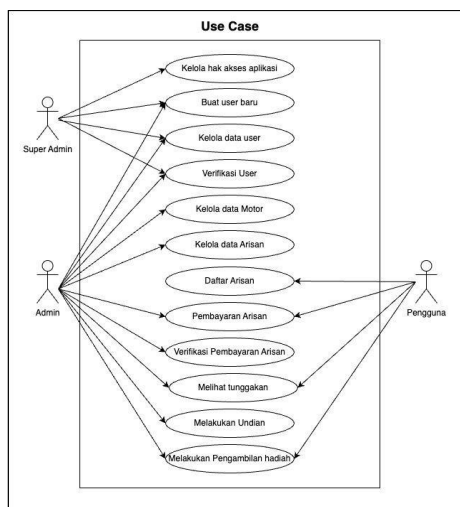 Use Case
Kelola hak akses aplikasi
Buat user baru
Super Admin
Kelola data user
Verifikasi User
Kelola data Motor
Kelola data Arisan
Daftar Arisan
Admin
Pengguna
Pembayaran Arisan
Verifikasi Pembayaran Arisan
Melihat tunggakan
Melakukan Undian
Melakukan Pengambilan hadiah